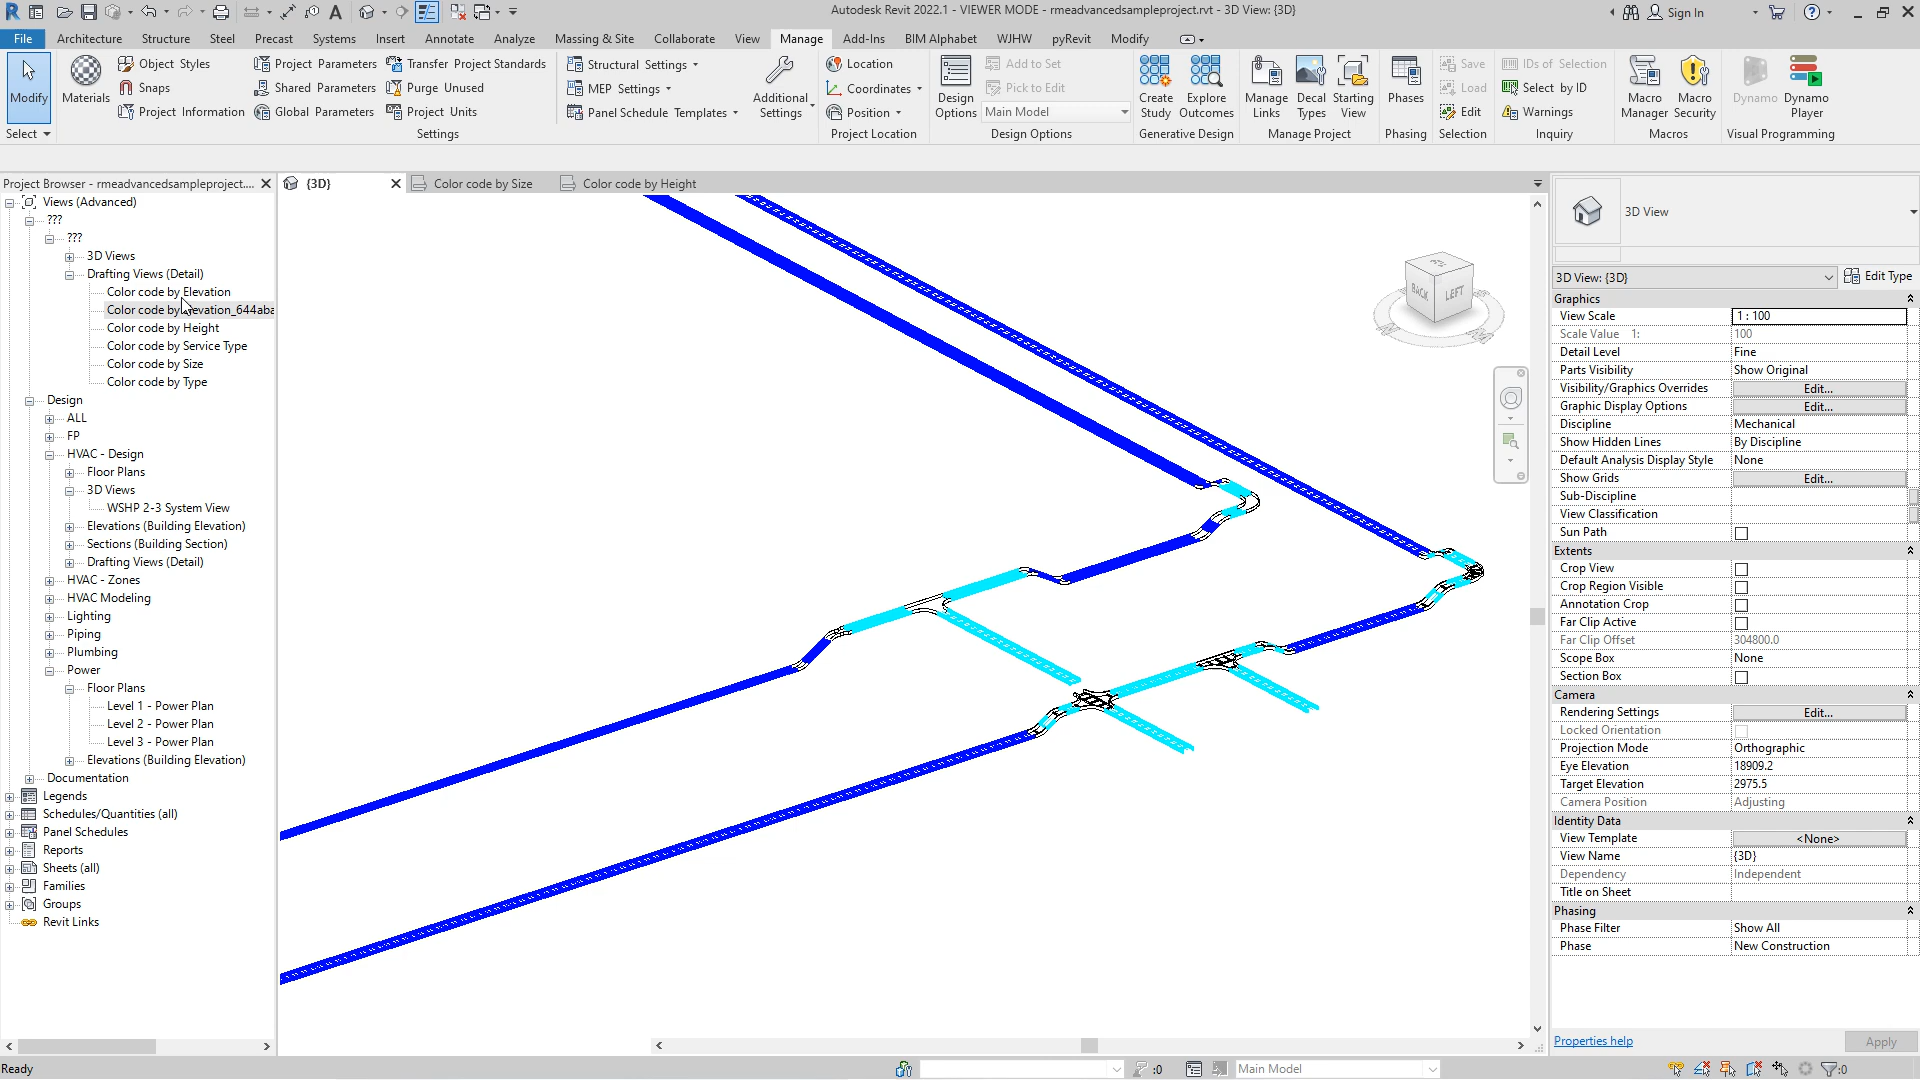 Autodesk Revit 2022.1 - VIEWER MODE - rmeadvancedsampleproject.rvt - 3D View: {3D}
Sign In
File Architecture Structure Steel Precast Systems Insert Annotate Analyze Massing & Site Collaborate View Manage Add-Ins BIM Alphabet WJHW pyRevit Modify
Modify
Select
Materials
Object Styles
Snaps
Project Information
Project Parameters
Shared Parameters
Global Parameters
Transfer Project Standards
Purge Unused
Project Units
Settings
Structural Settings
MEP Settings
Panel Schedule Templates
Additional Settings
Location
Coordinates
Position
Project Location
Design Options
Add to Set
Pick to Edit
Main Model
Design Options
Create Study
Explore Outcomes
Generative Design
Manage Links
Decal Types
Starting View
Manage Project
Phases
Phasing
Save
Load
Edit
Selection
IDs of Selection
Select by ID
Warnings
Inquiry
Macro Manager
Macro Security
Macros
Dynamo
Dynamo Player
Visual Programming
Project Browser - rmeadvancedsampleproject....
{3D}
Color code by Size
Color code by Height
Views (Advanced)
???
???
3D Views
Drafting Views (Detail)
Color code by Elevation
Color code by Elevation_644aba
Color code by Height
Color code by Service Type
Color code by Size
Color code by Type
Design
ALL
FP
HVAC - Design
Floor Plans
3D Views
WSHP 2-3 System View
Elevations (Building Elevation)
Sections (Building Section)
Drafting Views (Detail)
HVAC - Zones
HVAC Modeling
Lighting
Piping
Plumbing
Power
Floor Plans
Level 1 - Power Plan
Level 2 - Power Plan
Level 3 - Power Plan
Elevations (Building Elevation)
Documentation
Legends
Schedules/Quantities (all)
Panel Schedules
Reports
Sheets (all)
Families
Groups
Revit Links
BACK
LEFT
3D View
3D View: {3D}
Edit Type
Graphics
View Scale 1 : 100
Scale Value 1: 100
Detail Level Fine
Parts Visibility Show Original
Visibility/Graphics Overrides Edit...
Graphic Display Options Edit...
Discipline Mechanical
Show Hidden Lines By Discipline
Default Analysis Display Style None
Show Grids Edit...
Sub-Discipline
View Classification
Sun Path
Extents
Crop View
Crop Region Visible
Annotation Crop
Far Clip Active
Far Clip Offset 304800.0
Scope Box None
Section Box
Camera
Rendering Settings Edit...
Locked Orientation
Projection Mode Orthographic
Eye Elevation 18909.2
Target Elevation 2975.5
Camera Position Adjusting
Identity Data
View Template <None>
View Name {3D}
Dependency Independent
Title on Sheet
Phasing
Phase Filter Show All
Phase New Construction
Properties help
Apply
Ready
:0
Main Model
:0